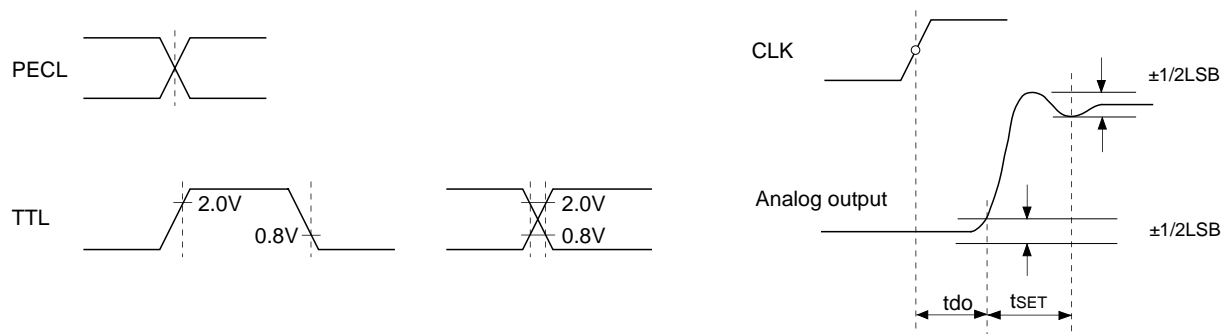 PECL
TTL
2.0V
0.8V
2.0V
0.8V
CLK
±1/2LSB
Analog output
±1/2LSB
tdo
tSET